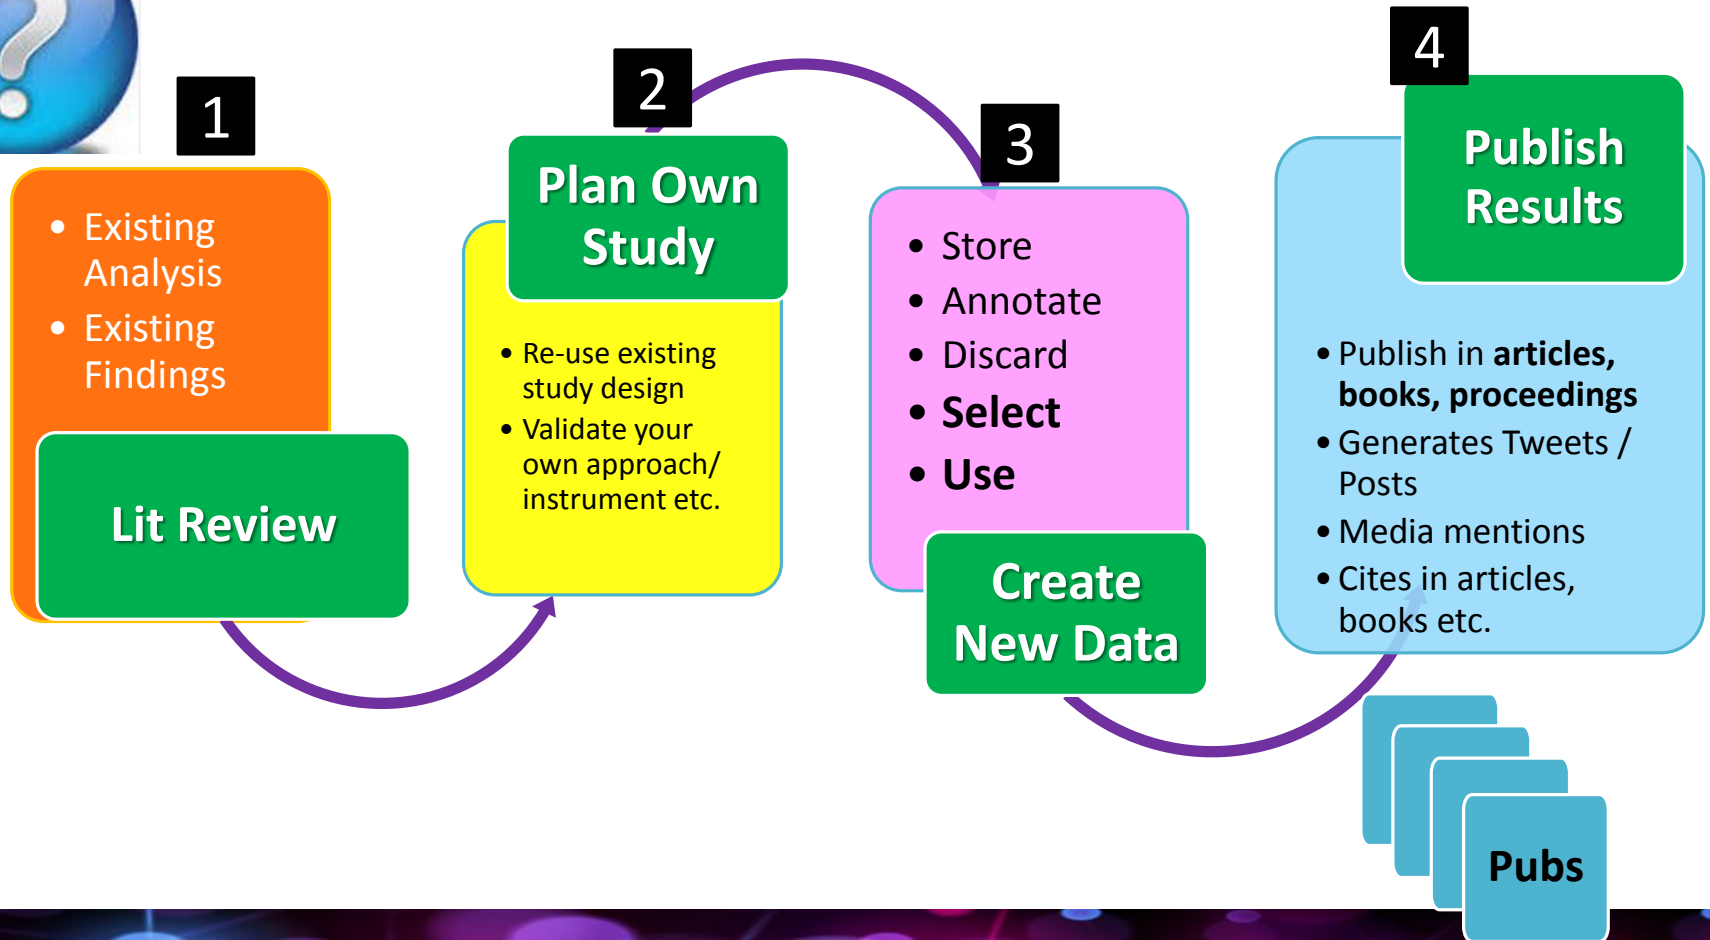 ?
1
• Existing
Analysis
• Existing
Findings
Lit Review
2
Plan Own
Study
• Re-use existing
study design
• Validate your
own approach/
instrument etc.
3
• Store
• Annotate
• Discard
• Select
• Use
Create
New Data
4
Publish
Results
• Publish in articles,
books, proceedings
• Generates Tweets /
Posts
• Media mentions
• Cites in articles,
books etc.
Pubs